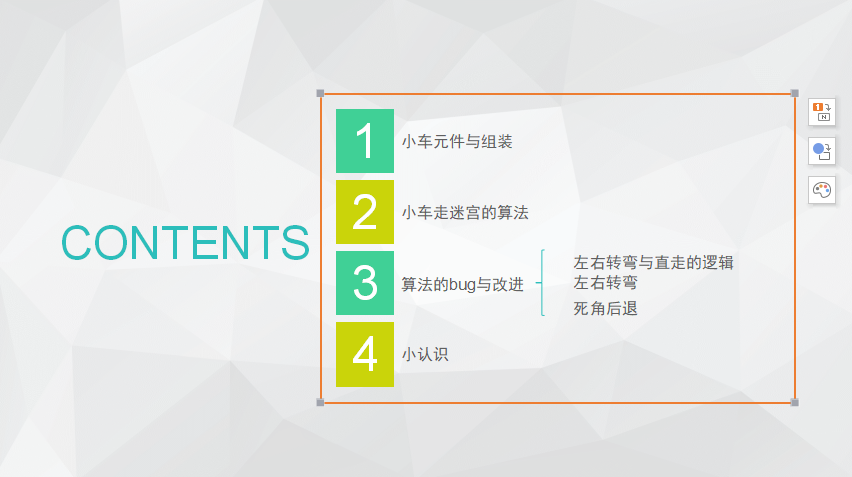 CONTENTS
1 小车元件与组装
2 小车走迷宫的算法
3 算法的bug与改进
左右转弯与直走的逻辑
左右转弯
死角后退
4 小认识
1
N